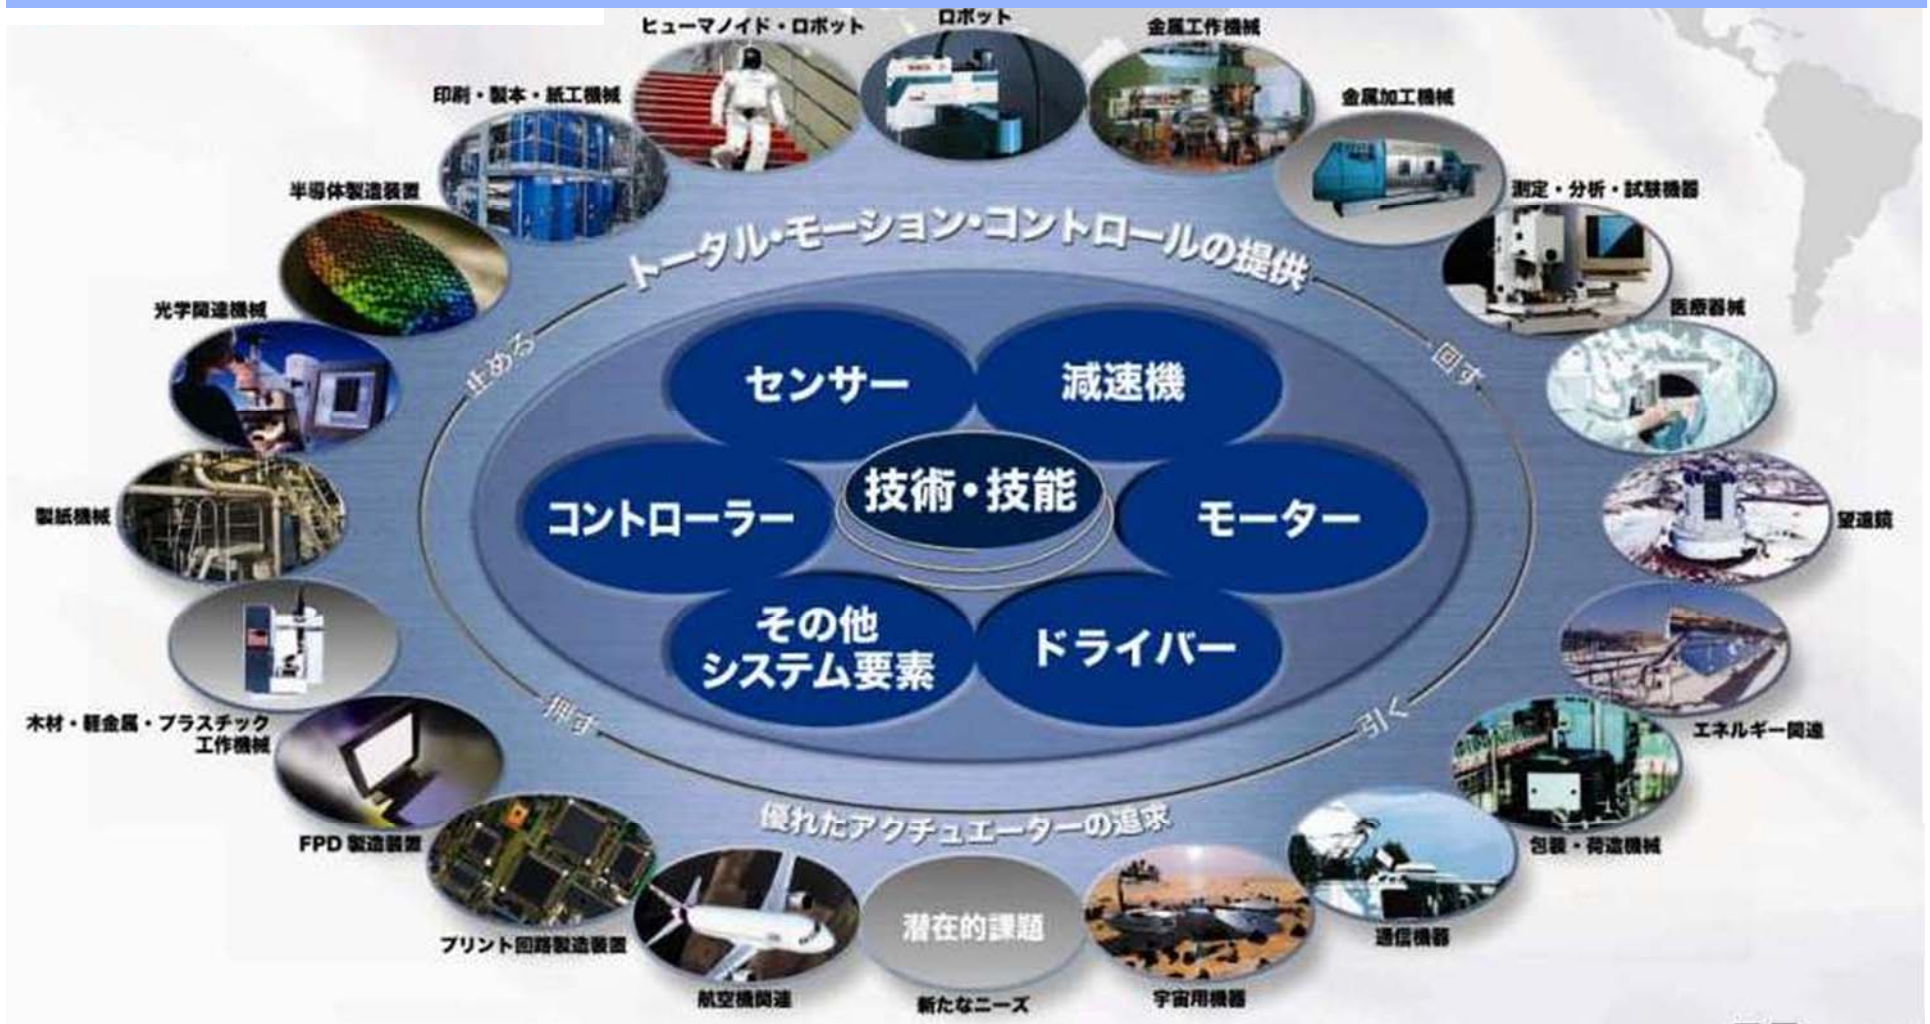 ヒューマノイド・ロボット
ロボット
金属工作機械
印刷・製本・紙工機械
金属加工機械
半導体製造装置
測定・分析・試験機器
トータル・モーション・コントロールの提供
光学関連機械
医療器械
止める
回す
センサー
減速機
技術・技能
コントローラー
モーター
製紙機械
望遠鏡
その他
システム要素
ドライバー
押す
引く
木材・軽金属・プラスチック
工作機械
エネルギー関連
優れたアクチュエーターの追求
FPD 製造装置
包装・荷造機械
プリント回路製造装置
潜在的課題
通信機器
航空機関連
新たなニーズ
宇宙用機器